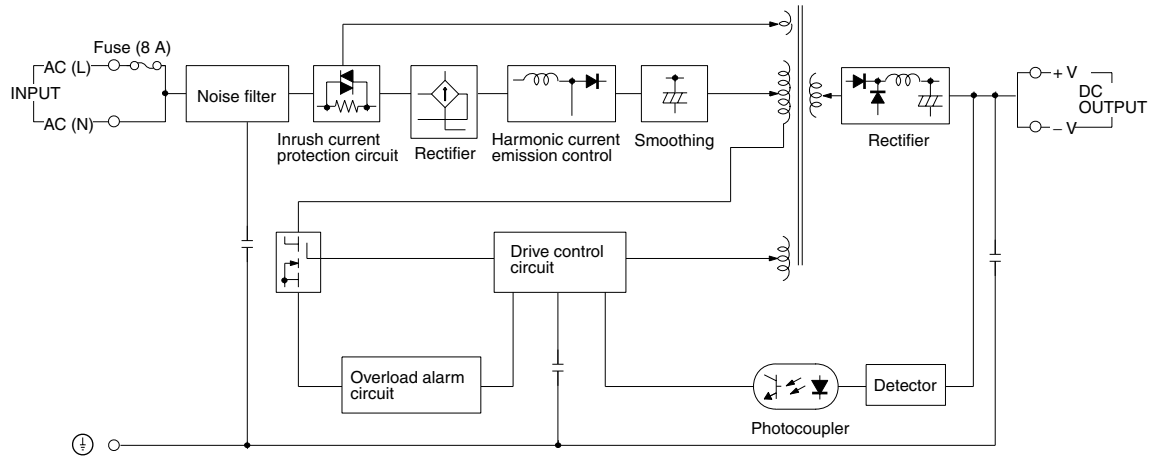 Fuse (8 A)
AC (L)
INPUT
AC (N)
Noise filter
Inrush current
protection circuit
Rectifier
Harmonic current
emission control
Smoothing
Rectifier
+ V
DC
OUTPUT
– V
Drive control
circuit
Overload alarm
circuit
Detector
Photocoupler